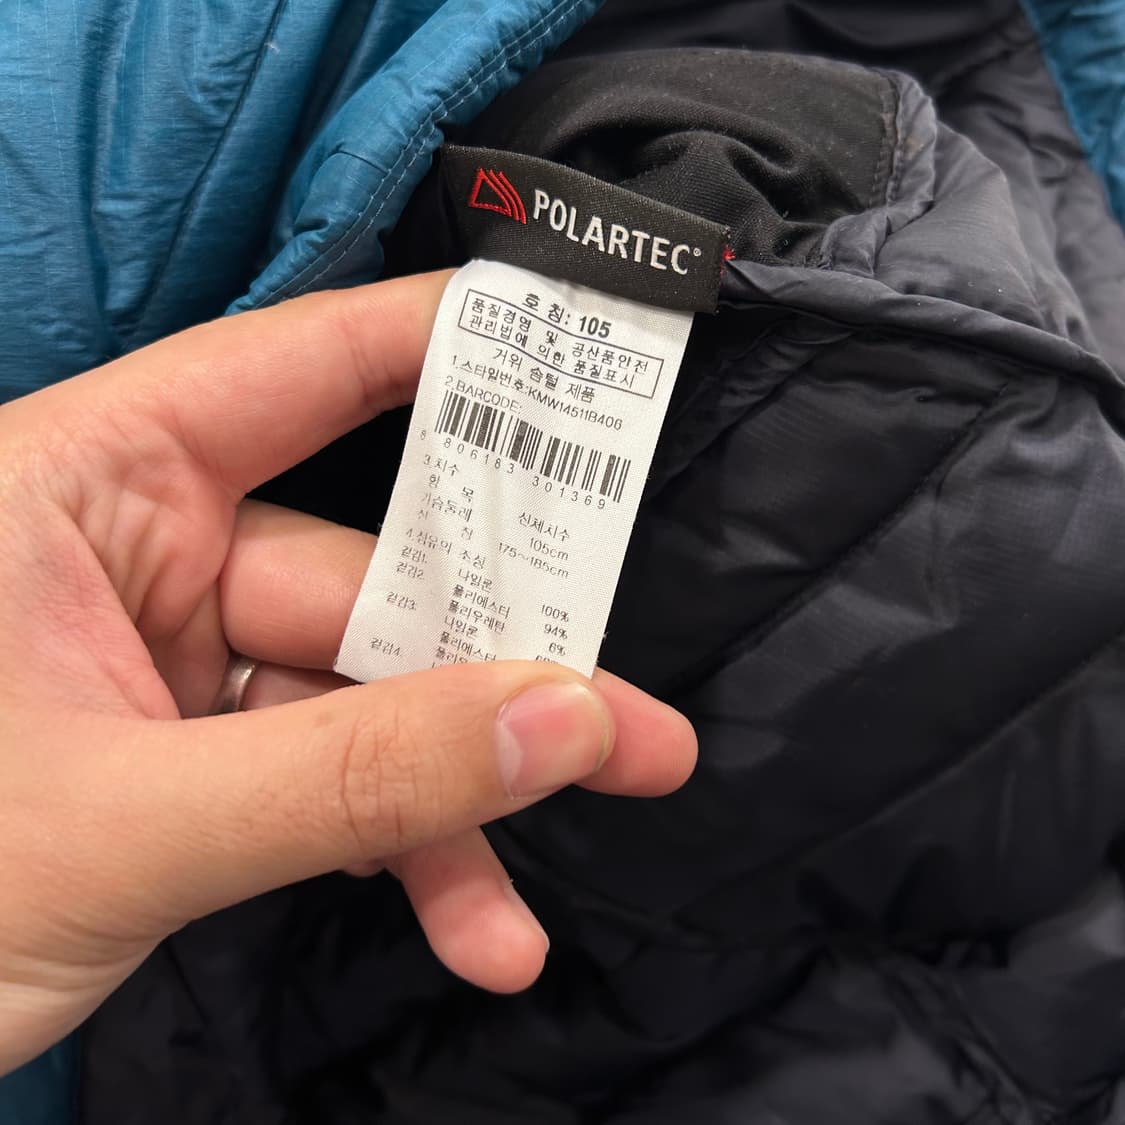 POLARTEC®
호 칭: 105
품질경영 및 공산품안전
관리법에 의한 품질표시
거위 솜털 제품
1.스타일번호:KMW14511B406
2.BARCODE:
8 806183 301369
3.치수
항 목 신체치수
가슴둘레 105cm
신 장 175~185cm
4.섬유의 조성
겉감1. 나일론 100%
겉감2. 폴리에스터 94%
폴리우레탄 6%
겉감3. 나일론
폴리에스터
겉감4.